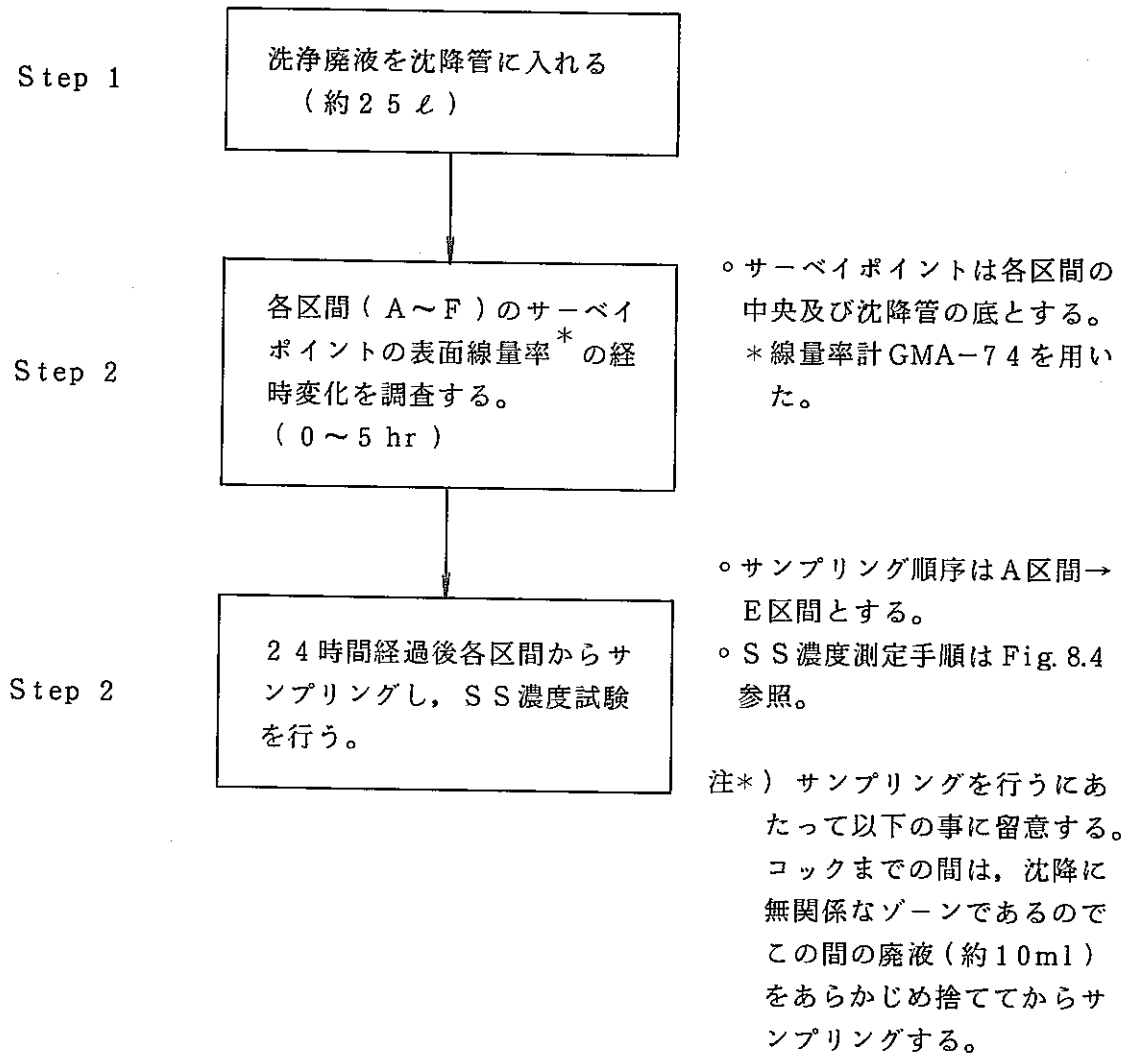 Step 1
洗浄廃液を沈降管に入れる
(約25ℓ)
Step 2
各区間(A~F)のサーベイ
ポイントの表面線量率*の経
時変化を調査する。
(0~5hr)
○サーベイポイントは各区間の
中央及び沈降管の底とする。
*線量率計GMA-74を用い
た。
Step 2
24時間経過後各区間からサ
ンプリングし,SS濃度試験
を行う。
○サンプリング順序はA区間→
E区間とする。
○SS濃度測定手順はFig.8.4
参照。
注*)サンプリングを行うにあ
たって以下の事に留意する。
コックまでの間は,沈降に
無関係なゾーンであるので
この間の廃液(約10ml)
をあらかじめ捨ててからサ
ンプリングする。